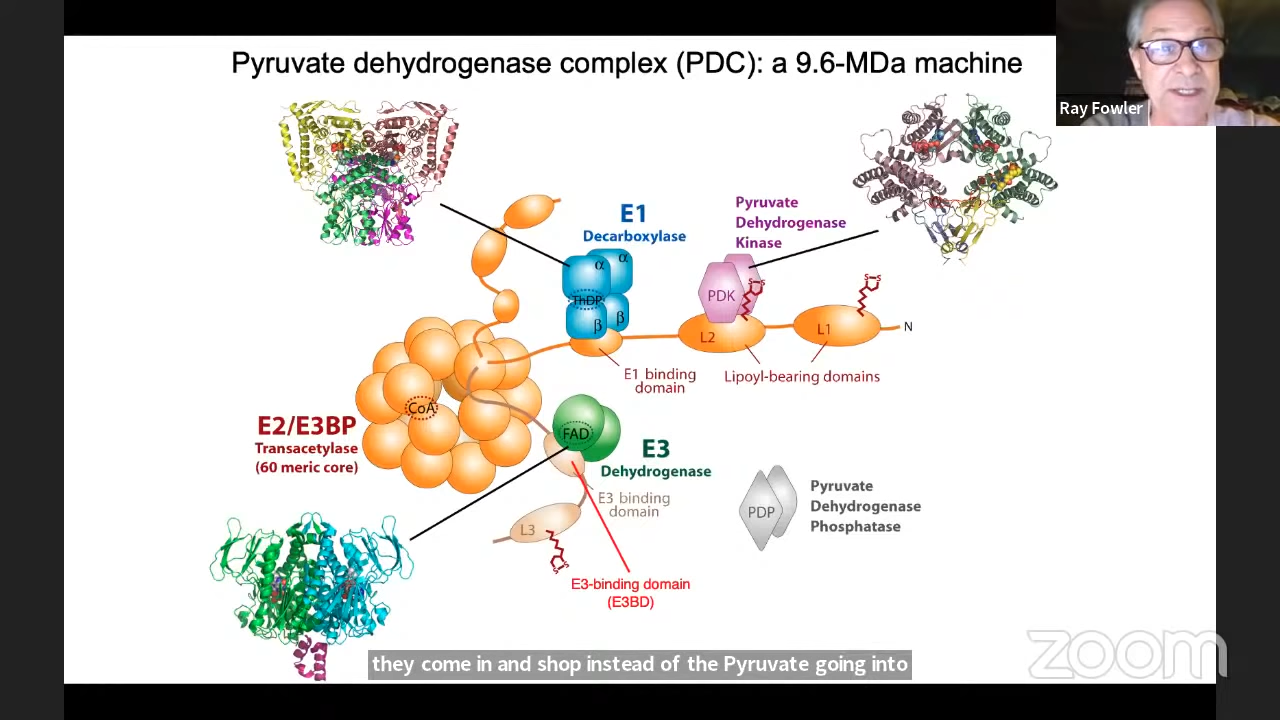 Pyruvate dehydrogenase complex (PDC): a 9.6-MDa machine
Ray Fowler
E1
Decarboxylase
α
α
ThDP
β
β
Pyruvate
Dehydrogenase
Kinase
PDK
S-S
S-S
L2
L1
N
E1 binding
domain
Lipoyl-bearing domains
CoA
E2/E3BP
Transacetylase
(60 meric core)
FAD
E3
Dehydrogenase
E3 binding
domain
L3
S-S
PDP
Pyruvate
Dehydrogenase
Phosphatase
E3-binding domain
(E3BD)
they come in and shop instead of the Pyruvate going into
zoom